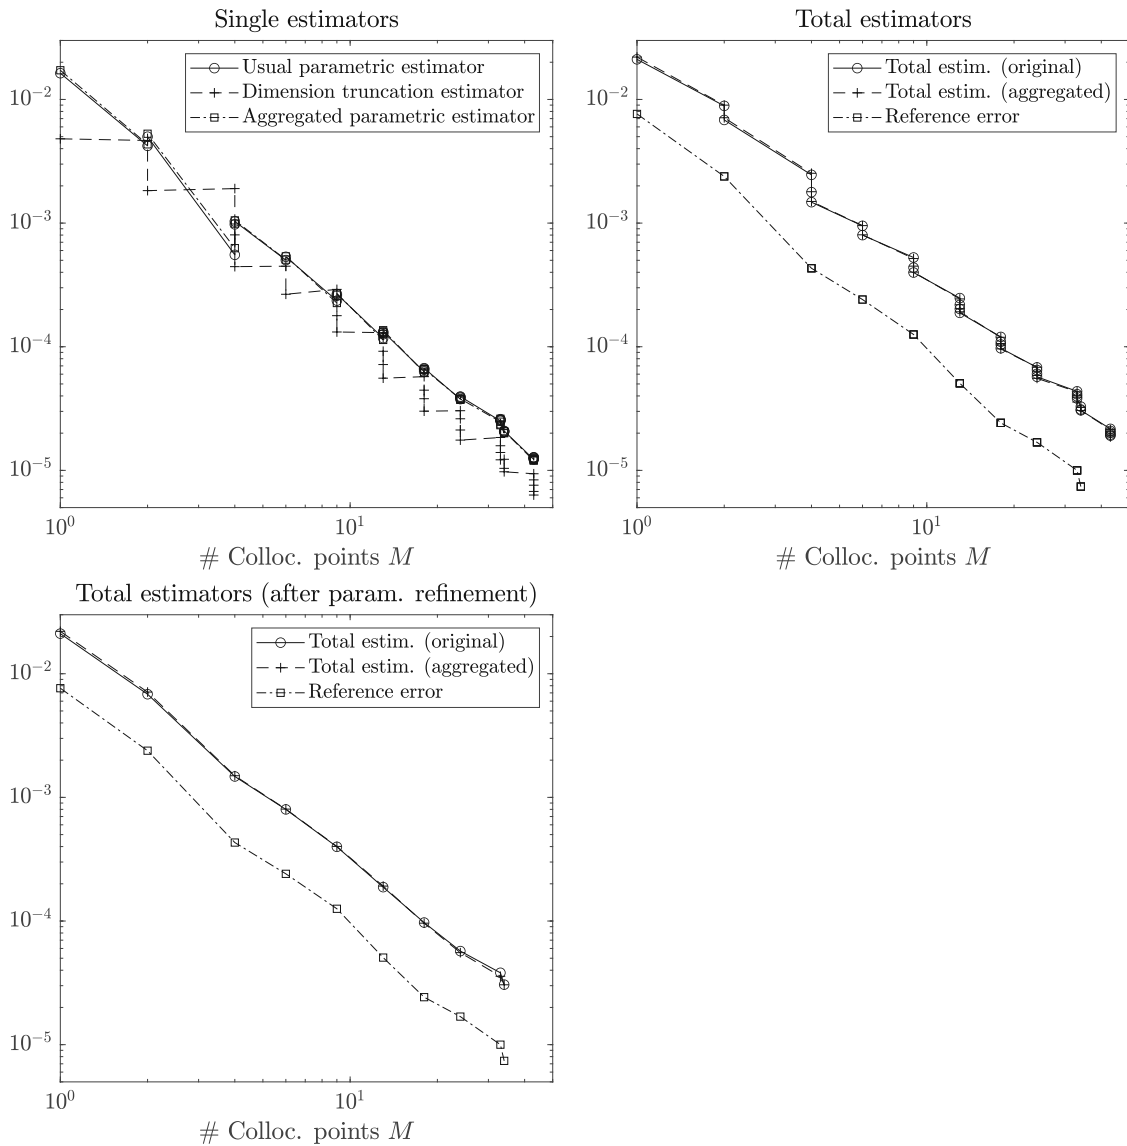 Single estimators
Usual parametric estimator
Dimension truncation estimator
Aggregated parametric estimator
10^{-2}
10^{-3}
10^{-4}
10^{-5}
10^0
10^1
# Colloc. points M
Total estimators
Total estim. (original)
Total estim. (aggregated)
Reference error
10^{-2}
10^{-3}
10^{-4}
10^{-5}
10^0
10^1
# Colloc. points M
Total estimators (after param. refinement)
Total estim. (original)
Total estim. (aggregated)
Reference error
10^{-2}
10^{-3}
10^{-4}
10^{-5}
10^0
10^1
# Colloc. points M